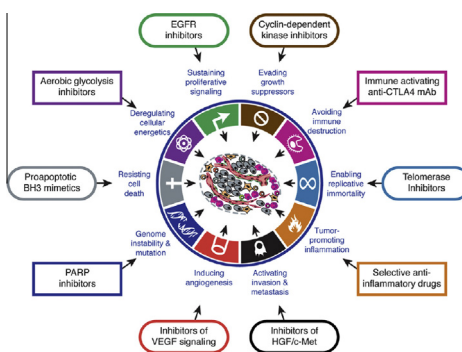 EGFR
inhibitors
Cyclin-dependent
kinase inhibitors
Sustaining
proliferative
signaling
Evading
growth
suppressors
Aerobic glycolysis
inhibitors
Immune activating
anti-CTLA4 mAb
Deregulating
cellular
energetics
Avoiding
immune
destruction
Proapoptotic
BH3 mimetics
Resisting
cell
death
Enabling
replicative
immortality
Telomerase
Inhibitors
Genome
instability &
mutation
Tumor-
promoting
inflammation
PARP
inhibitors
Inducing
angiogenesis
Activating
invasion &
metastasis
Selective anti-
inflammatory drugs
Inhibitors of
VEGF signaling
Inhibitors of
HGF/c-Met